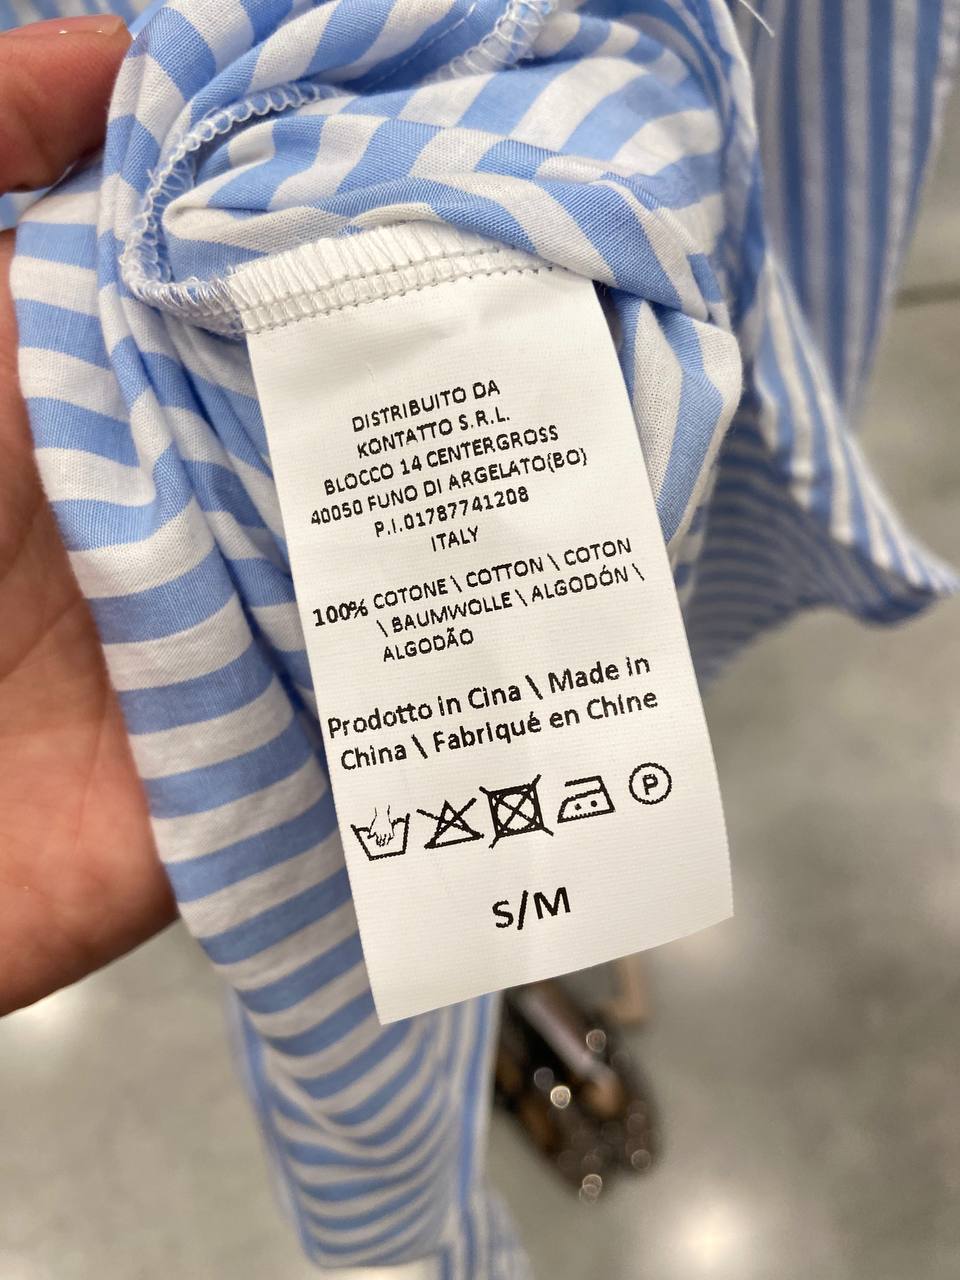 DISTRIBUITO DA
KONTATTO S.R.L.
BLOCCO 14 CENTERGROSS
40050 FUNO DI ARGELATO(BO)
P.I.01787741208
ITALY
100% COTONE \ COTTON \ COTON
\ BAUMWOLLE \ ALGODÓN \
ALGODÃO
Prodotto in Cina \ Made in
China \ Fabriqué en Chine
P
S/M